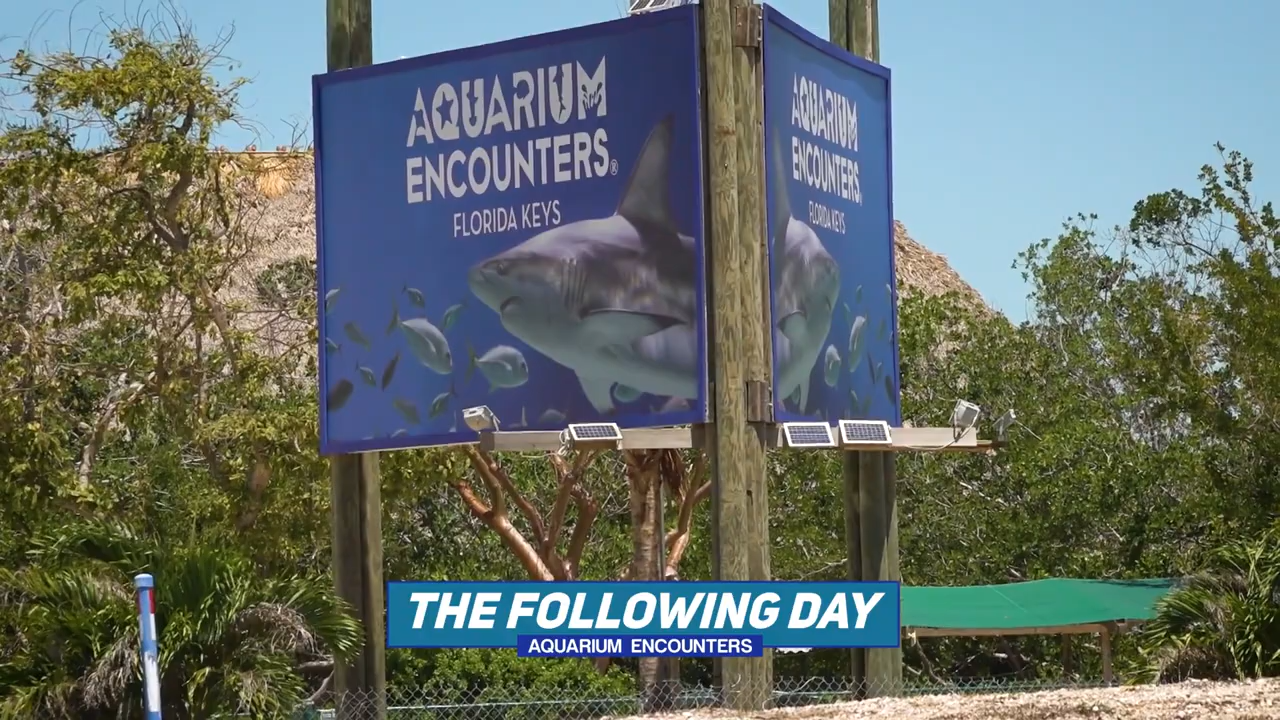 AQUARIUM
ENCOUNTERS®
FLORIDA KEYS
AQUARIUM
ENCOUNTERS
FLORIDA KEYS
THE FOLLOWING DAY
AQUARIUM ENCOUNTERS